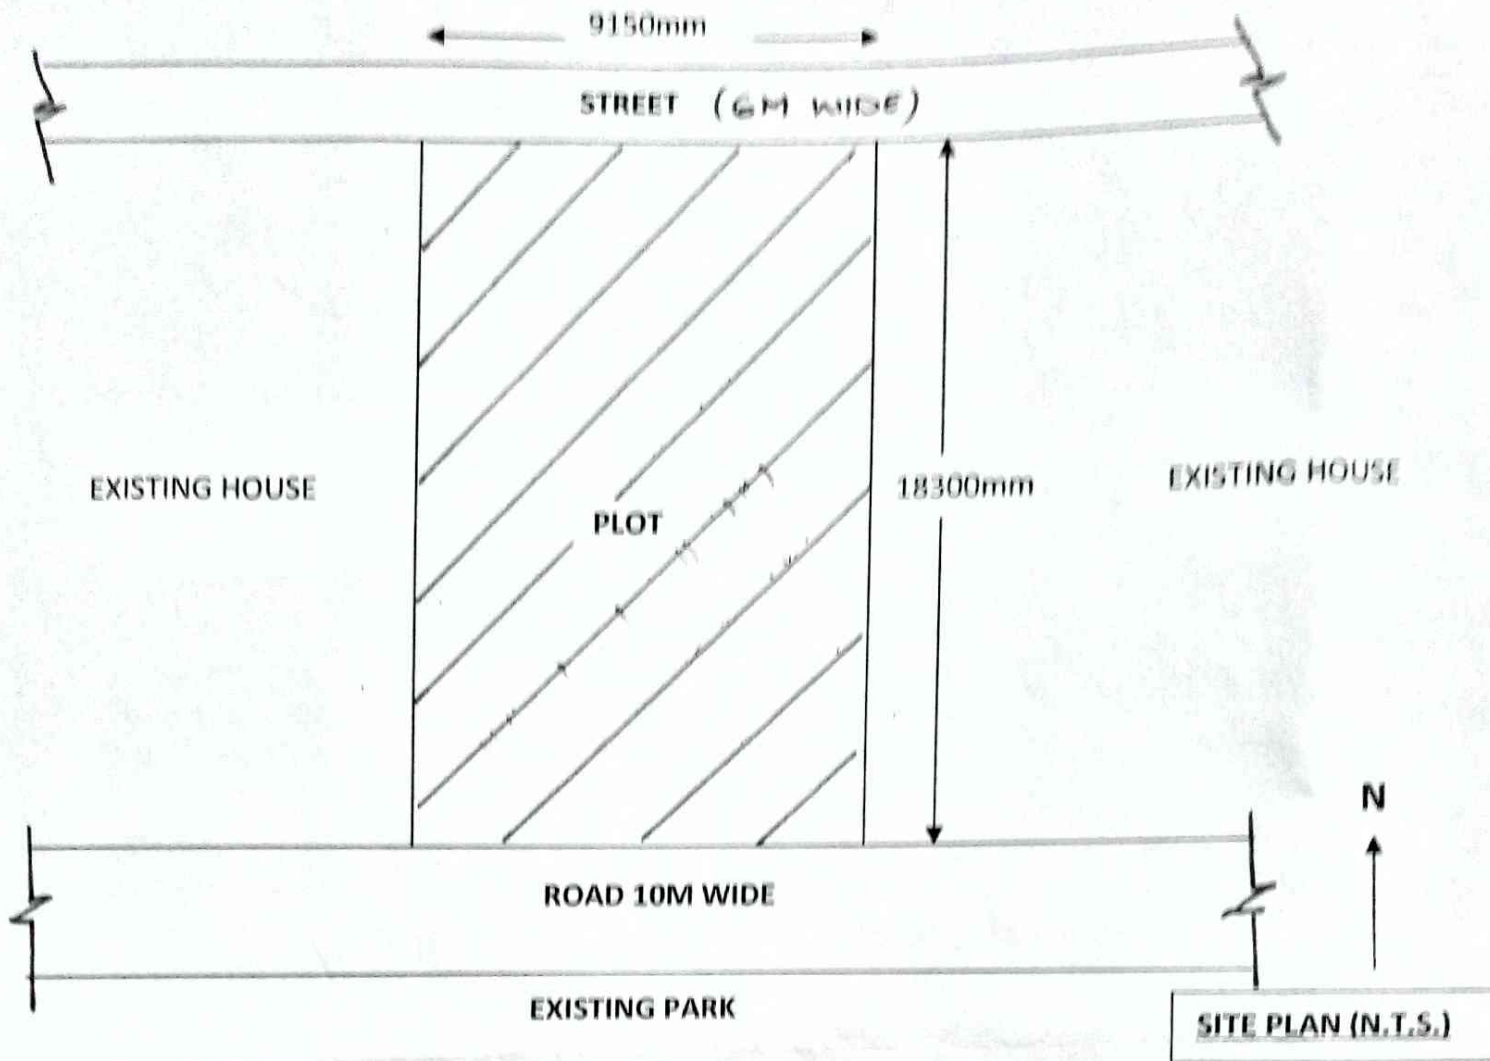 9150mm
STREET (6M WIDE)
EXISTING HOUSE
PLOT
18300mm
EXISTING HOUSE
N
ROAD 10M WIDE
EXISTING PARK
SITE PLAN (N.T.S.)